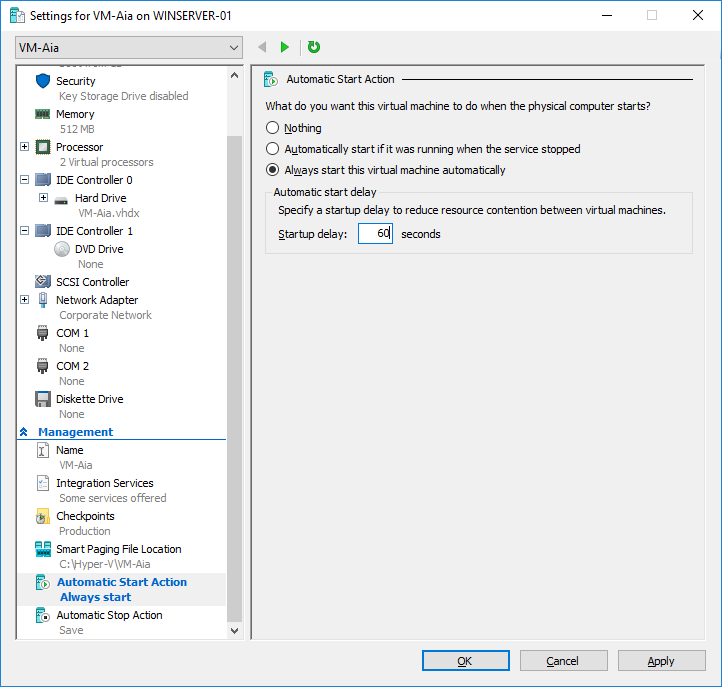 Settings for VM-Aia on WINSERVER-01
VM-Aia
Security
Key Storage Drive disabled
Memory
512 MB
Processor
2 Virtual processors
IDE Controller 0
Hard Drive
VM-Aia.vhdx
IDE Controller 1
DVD Drive
None
SCSI Controller
Network Adapter
Corporate Network
COM 1
None
COM 2
None
Diskette Drive
None
Management
Name
VM-Aia
Integration Services
Some services offered
Checkpoints
Production
Smart Paging File Location
C:\Hyper-V\VM-Aia
Automatic Start Action
Always start
Automatic Stop Action
Save
Automatic Start Action
What do you want this virtual machine to do when the physical computer starts?
Nothing
Automatically start if it was running when the service stopped
Always start this virtual machine automatically
Automatic start delay
Specify a startup delay to reduce resource contention between virtual machines.
Startup delay: 60 seconds
OK Cancel Apply